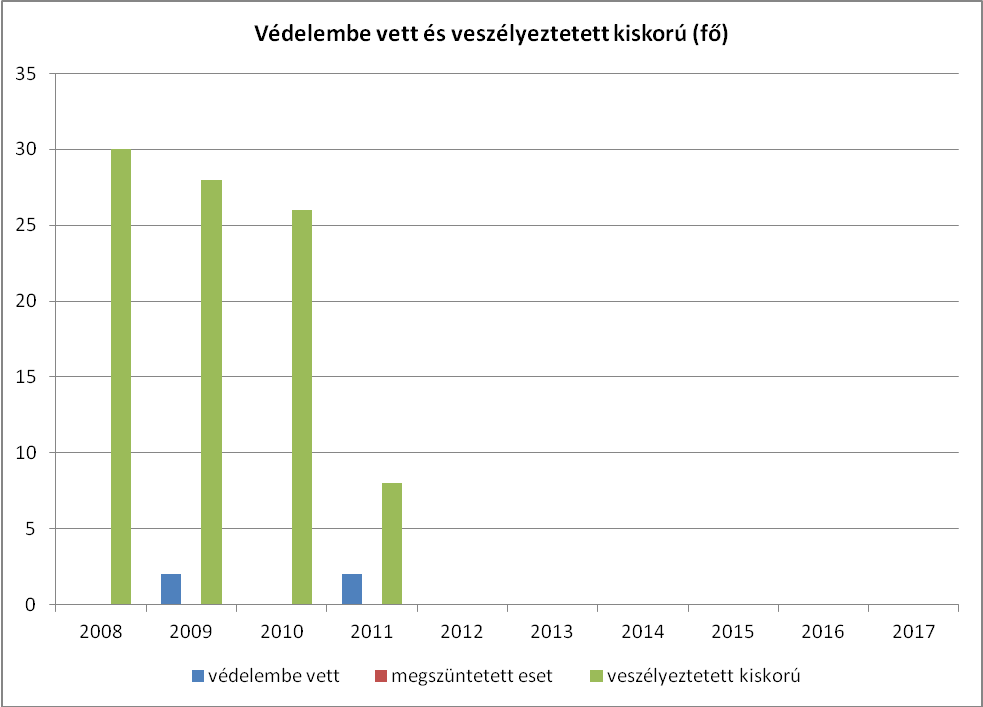 Védelembe vett és veszélyeztetett kiskorú (fő)
35
30
25
20
15
10
5
0
2008 2009 2010 2011 2012 2013 2014 2015 2016 2017
védelembe vett megszüntetett eset veszélyeztetett kiskorú